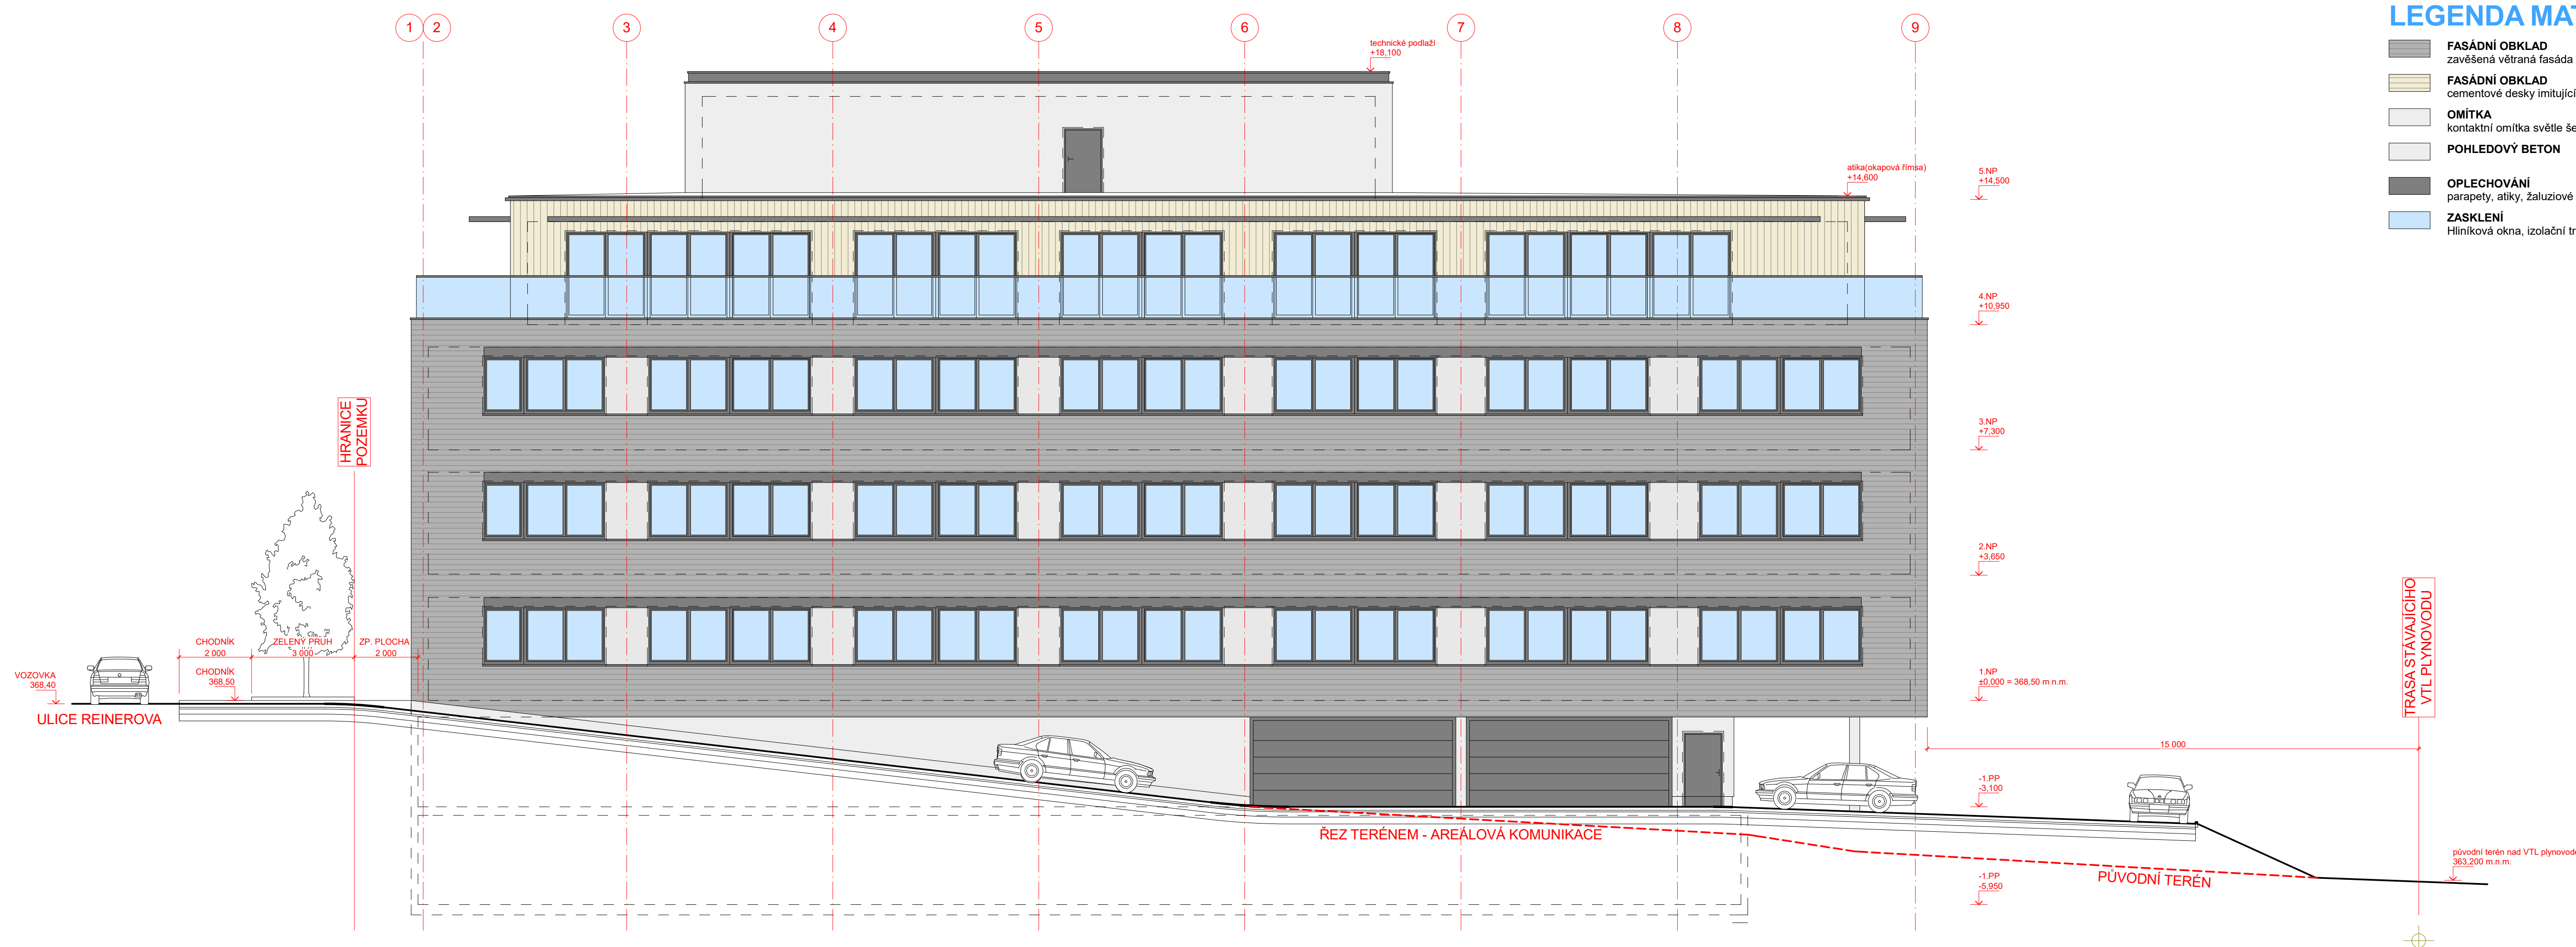 1 2 3 4 5 6 7 8 9
LEGENDA MAT
FASÁDNÍ OBKLAD
zavěšená větraná fasáda
FASÁDNÍ OBKLAD
cementové desky imitující
OMÍTKA
kontaktní omítka světle še
POHLEDOVÝ BETON
OPLECHOVÁNÍ
parapety, atiky, žaluziové
ZASKLENÍ
Hliníková okna, izolační tr
technické podlaží
+18,100
atika(okapová římsa)
+14,600
5.NP
+14,500
4.NP
+10,950
3.NP
+7,300
2.NP
+3,650
1.NP
±0,000 = 368,50 m n.m.
-1.PP
-3,100
-1.PP
-5,950
HRANICE
POZEMKU
CHODNÍK
2 000
ZELENÝ PRUH
3 000
ZP. PLOCHA
2 000
CHODNÍK
368,50
VOZOVKA
368,40
ULICE REINEROVA
TRASA STÁVAJÍCIHO
VTL PLYNOVODU
15 000
ŘEZ TERÉNEM - AREÁLOVÁ KOMUNIKACE
PŮVODNÍ TERÉN
původní terén nad VTL plynovode
363,200 m.n.m.